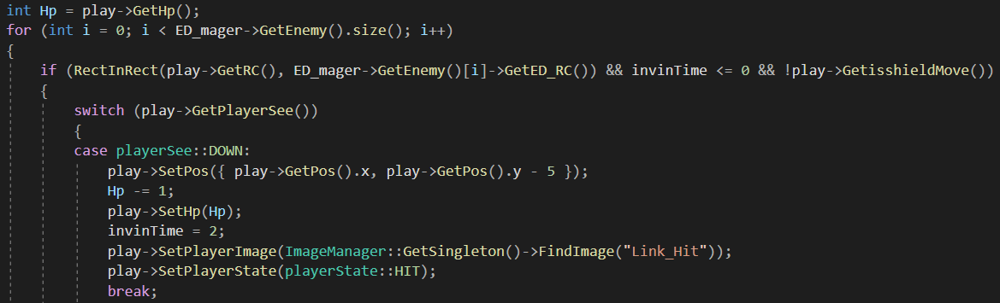 int Hp = play->GetHp();
for (int i = 0; i < ED_mager->GetEnemy().size(); i++)
{
if (RectInRect(play->GetRC(), ED_mager->GetEnemy()[i]->GetED_RC()) && invinTime <= 0 && !play->GetisshieldMove())
{
switch (play->GetPlayerSee())
{
case playerSee::DOWN:
play->SetPos({ play->GetPos().x, play->GetPos().y - 5 });
Hp -= 1;
play->SetHp(Hp);
invinTime = 2;
play->SetPlayerImage(ImageManager::GetSingleton()->FindImage("Link_Hit"));
play->SetPlayerState(playerState::HIT);
break;